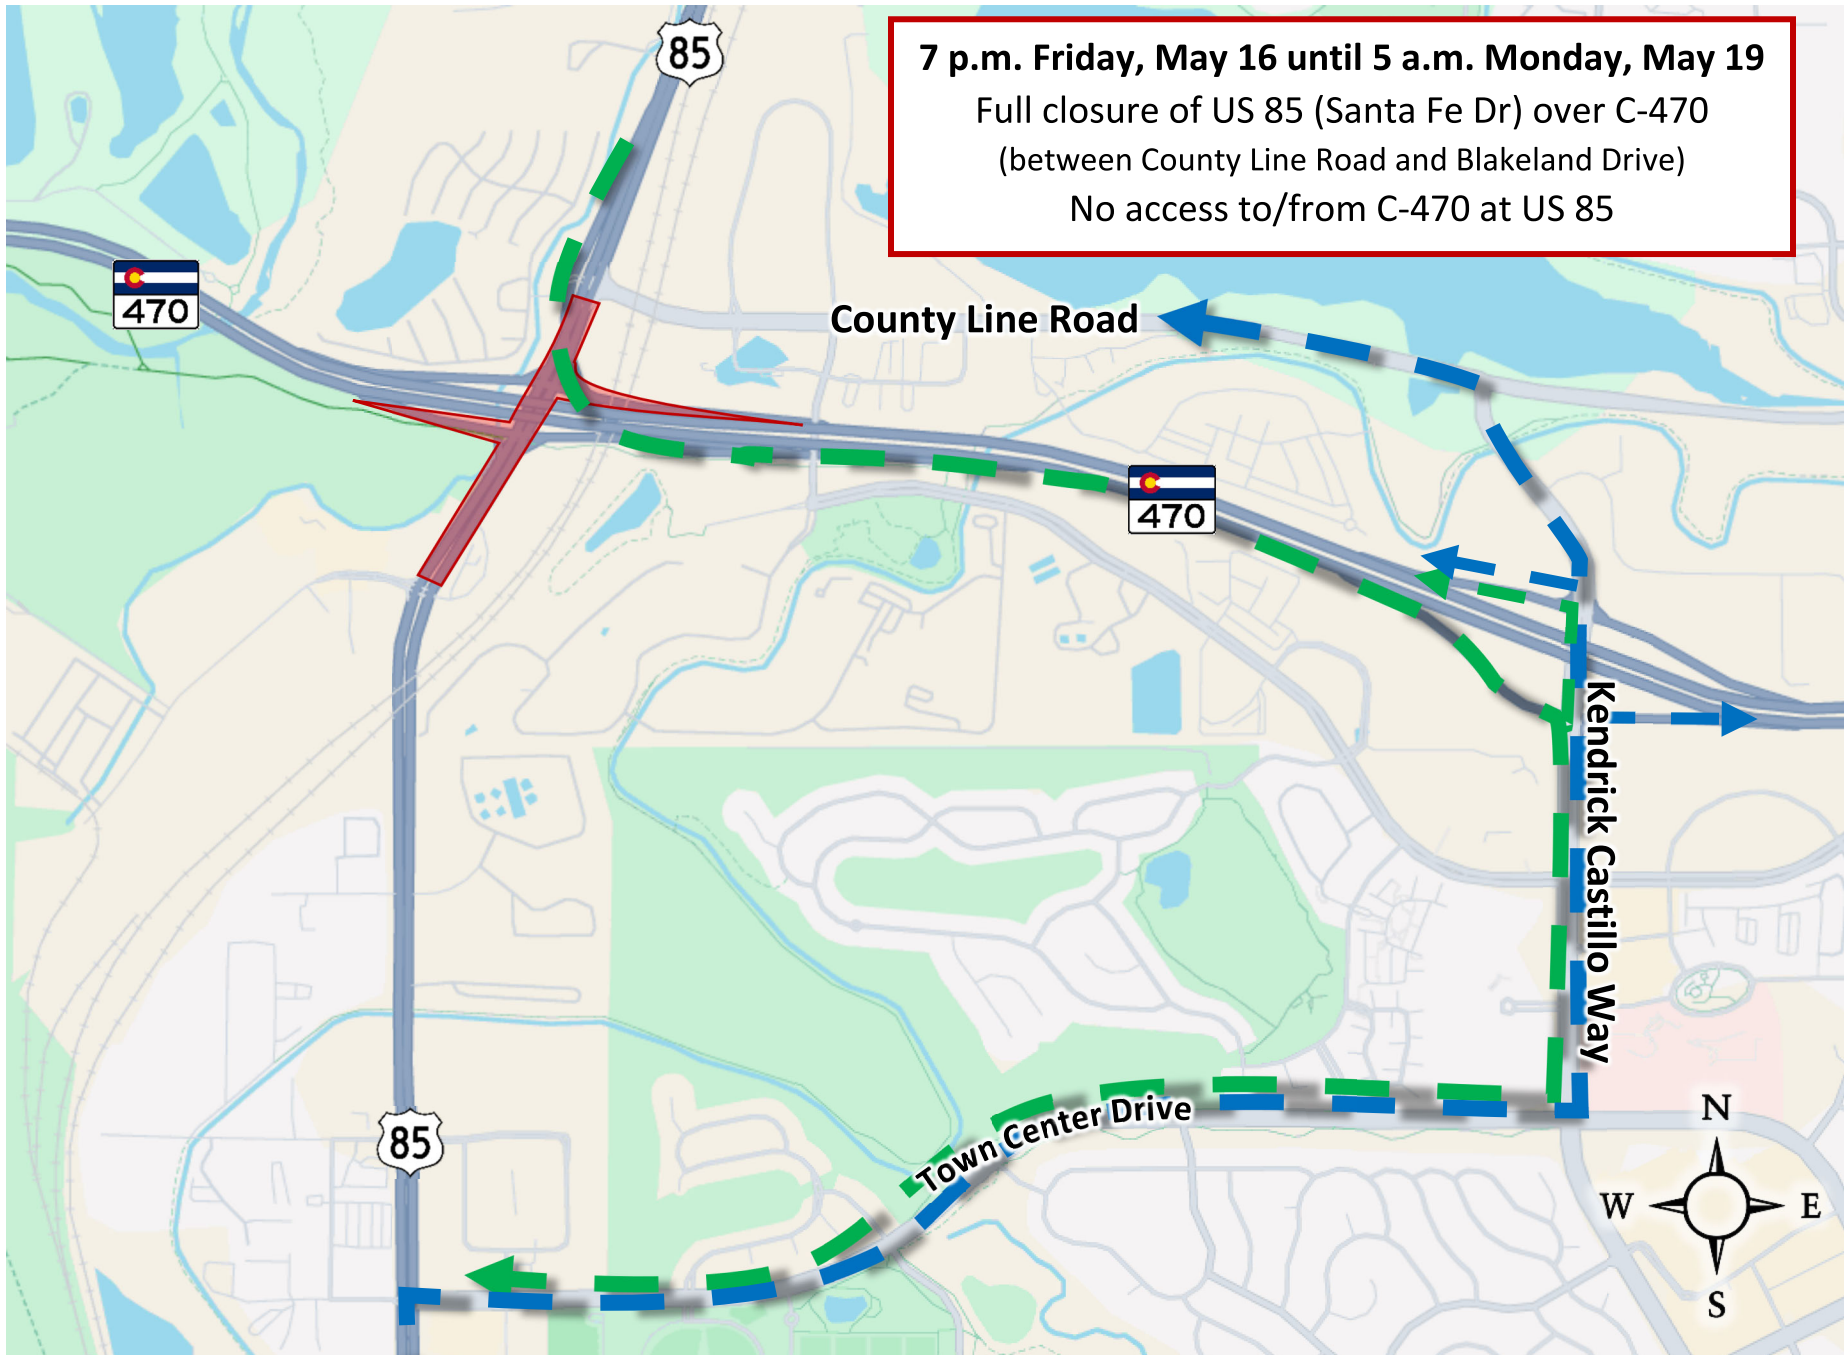 85
7 p.m. Friday, May 16 until 5 a.m. Monday, May 19
Full closure of US 85 (Santa Fe Dr) over C-470
(between County Line Road and Blakeland Drive)
No access to/from C-470 at US 85
470
County Line Road
470
Kendrick Castillo Way
Town Center Drive
85
N
W E
S